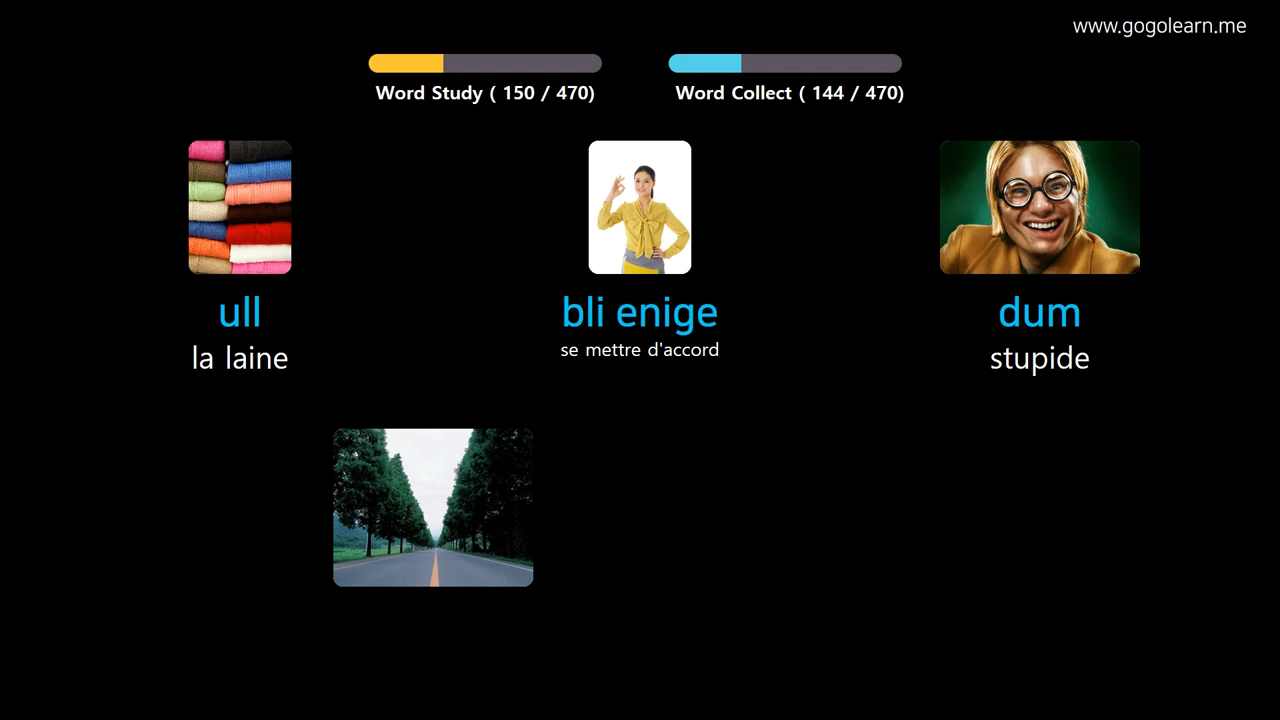 www.gogolearn.me
Word Study ( 150 / 470)
Word Collect ( 144 / 470)
ull
la laine
bli enige
se mettre d'accord
dum
stupide